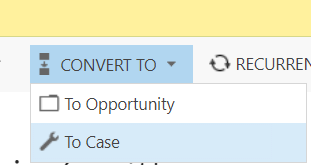 CONVERT TO
RECURREN
To Opportunity
To Case